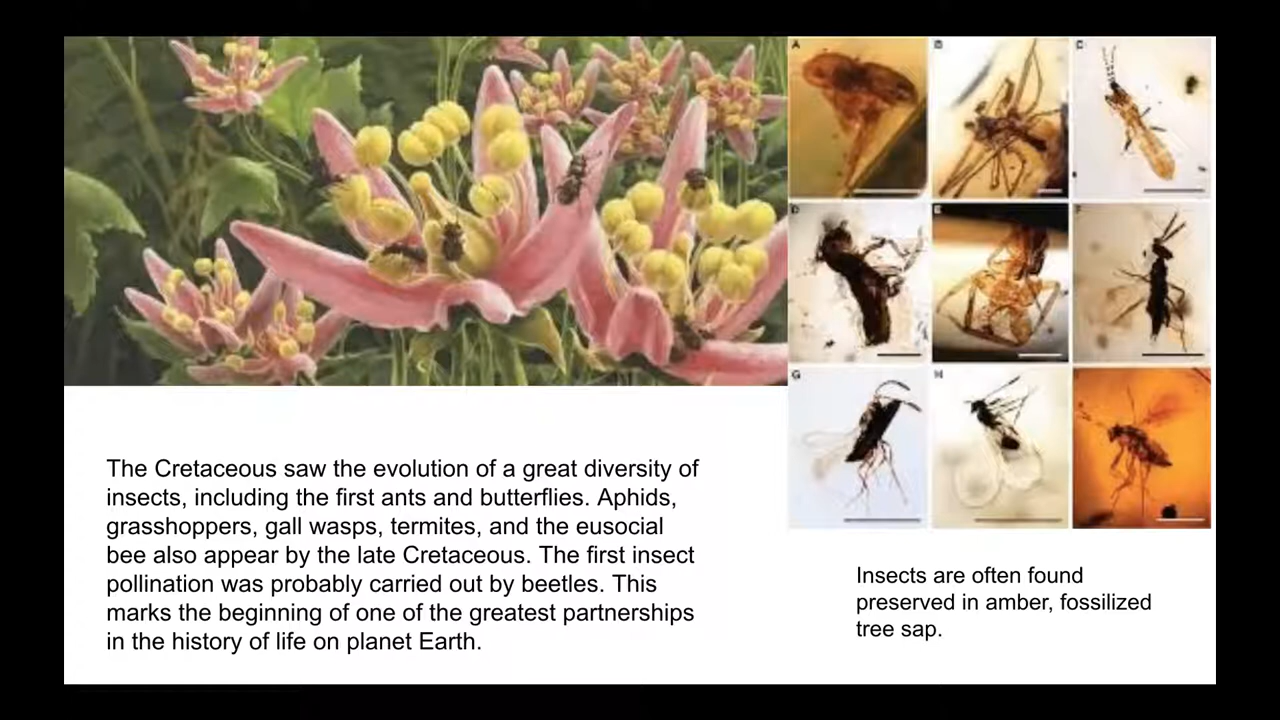 A
B
C
D
E
F
G
H
The Cretaceous saw the evolution of a great diversity of
insects, including the first ants and butterflies. Aphids,
grasshoppers, gall wasps, termites, and the eusocial
bee also appear by the late Cretaceous. The first insect
pollination was probably carried out by beetles. This
marks the beginning of one of the greatest partnerships
in the history of life on planet Earth.
Insects are often found
preserved in amber, fossilized
tree sap.